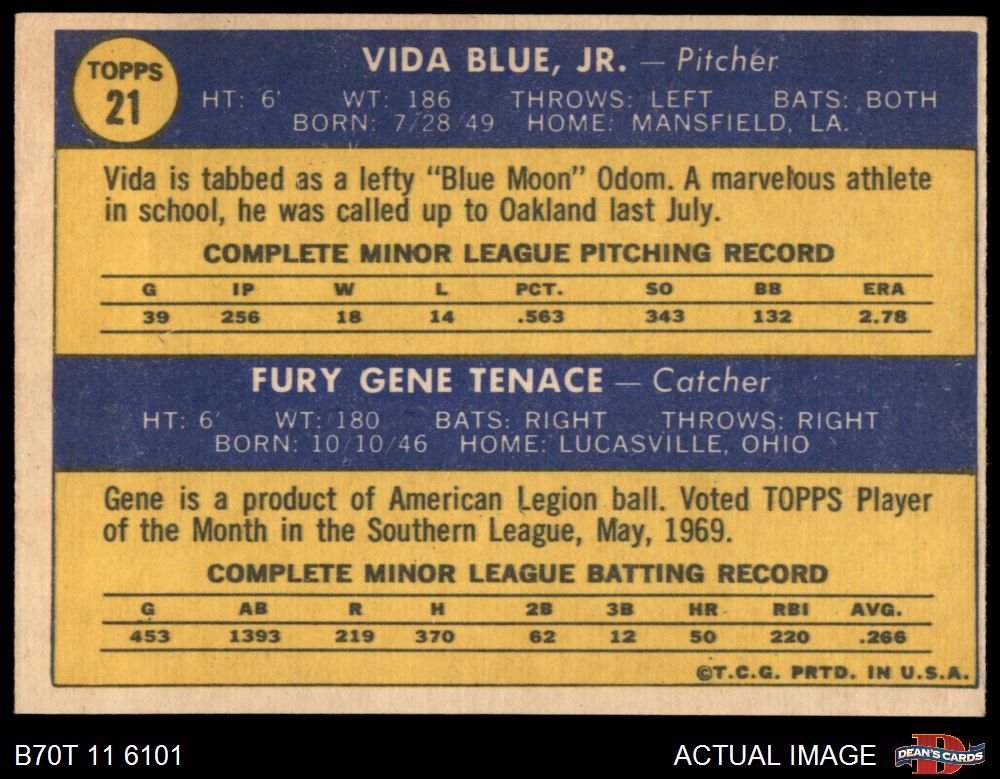 TOPPS
21
VIDA BLUE, JR. — Pitcher
HT: 6' WT: 186 THROWS: LEFT BATS: BOTH
BORN: 7/28/49 HOME: MANSFIELD, LA.
Vida is tabbed as a lefty "Blue Moon" Odom. A marvelous athlete
in school, he was called up to Oakland last July.
COMPLETE MINOR LEAGUE PITCHING RECORD
G IP W L PCT. SO BB ERA
39 256 18 14 .563 343 132 2.78
FURY GENE TENACE — Catcher
HT: 6' WT: 180 BATS: RIGHT THROWS: RIGHT
BORN: 10/10/46 HOME: LUCASVILLE, OHIO
Gene is a product of American Legion ball. Voted TOPPS Player
of the Month in the Southern League, May, 1969.
COMPLETE MINOR LEAGUE BATTING RECORD
G AB R H 2B 3B HR RBI AVG.
453 1393 219 370 62 12 50 220 .266
©T.C.G. PRTD. IN U.S.A.
B70T 11 6101 ACTUAL IMAGE
DEAN'S CARDS